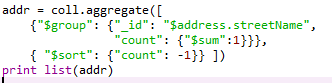 addr = coll.aggregate([
{"$group": {"_id": "$address.streetName",
"count": {"$sum":1}}},
{ "$sort": {"count": -1}} ])
print list(addr)